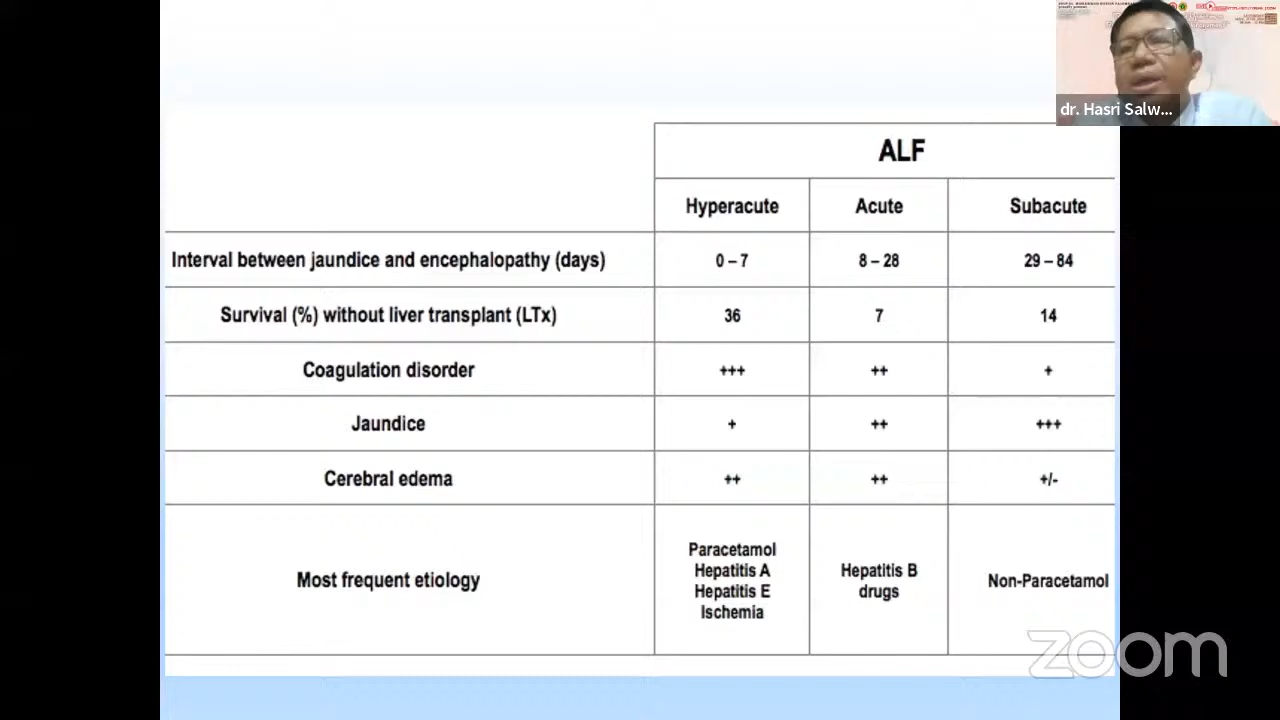 dr. Hasri Salw...
ALF
Hyperacute Acute Subacute
Interval between jaundice and encephalopathy (days) 0 – 7 8 – 28 29 – 84
Survival (%) without liver transplant (LTx) 36 7 14
Coagulation disorder +++ ++ +
Jaundice + ++ +++
Cerebral edema ++ ++ +/-
Most frequent etiology
Paracetamol
Hepatitis A
Hepatitis E
Ischemia
Hepatitis B
drugs
Non-Paracetamol
zoom